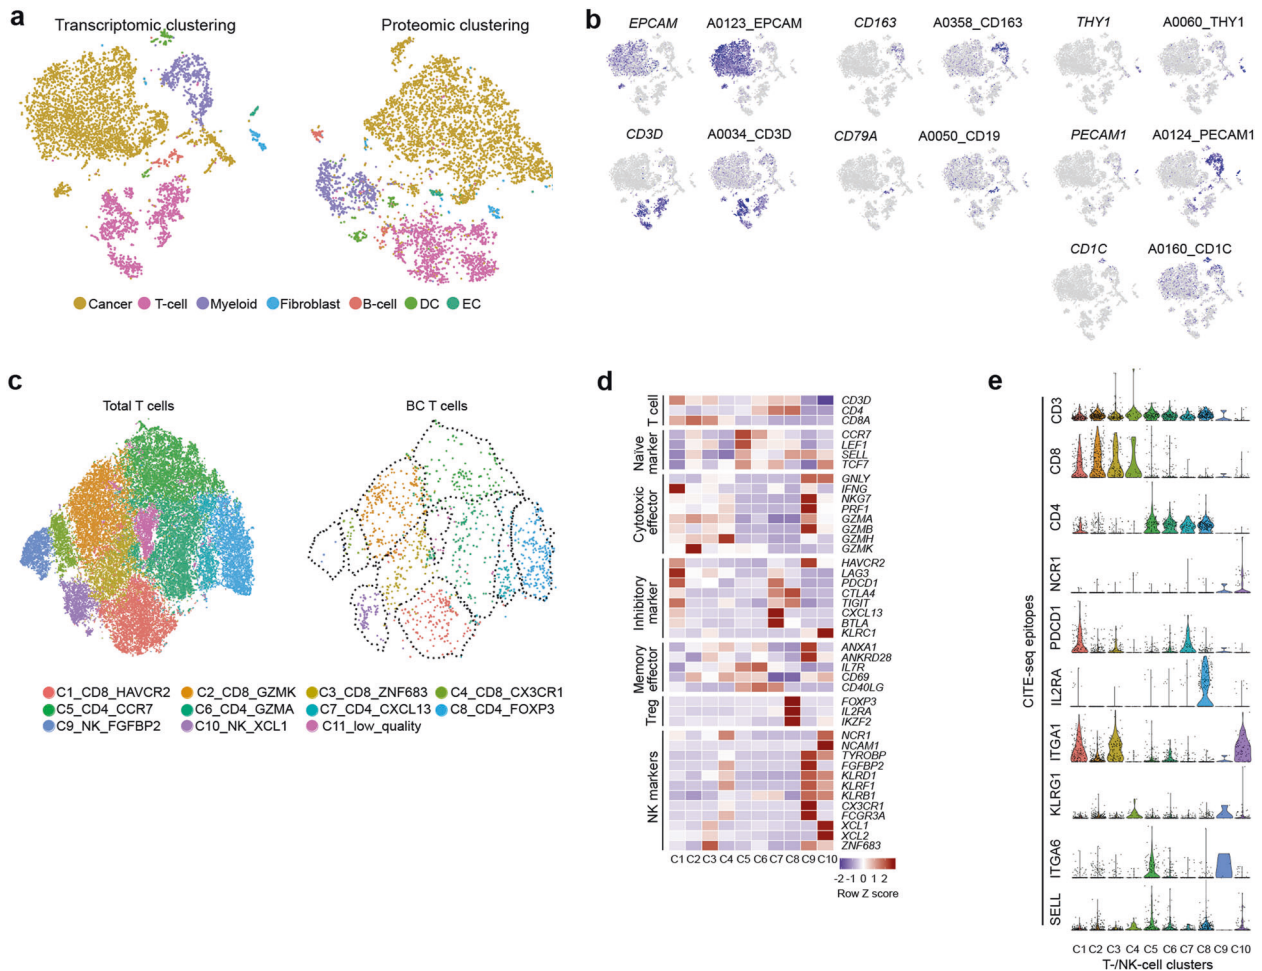 a
Transcriptomic clustering
Proteomic clustering
Cancer T-cell Myeloid Fibroblast B-cell DC EC
b
EPCAM A0123_EPCAM CD163 A0358_CD163 THY1 A0060_THY1
CD3D A0034_CD3D CD79A A0050_CD19 PECAM1 A0124_PECAM1
CD1C A0160_CD1C
c
Total T cells
BC T cells
C1_CD8_HAVCR2 C2_CD8_GZMK C3_CD8_ZNF683 C4_CD8_CX3CR1
C5_CD4_CCR7 C6_CD4_GZMA C7_CD4_CXCL13 C8_CD4_FOXP3
C9_NK_FGFBP2 C10_NK_XCL1 C11_low_quality
d
T cell
CD3D
CD4
CD8A
Naïve
marker
CCR7
LEF1
SELL
TCF7
Cytotoxic
effector
GNLY
IFNG
NKG7
PRF1
GZMA
GZMB
GZMH
GZMK
Inhibitory
marker
HAVCR2
LAG3
PDCD1
CTLA4
TIGIT
CXCL13
BTLA
KLRC1
Memory
effector
ANXA1
ANKRD28
IL7R
CD69
CD40LG
Treg
FOXP3
IL2RA
IKZF2
NK markers
NCR1
NCAM1
TYROBP
FGFBP2
KLRD1
KLRF1
KLRB1
CX3CR1
FCGR3A
XCL1
XCL2
ZNF683
C1 C2 C3 C4 C5 C6 C7 C8 C9 C10
-2 -1 0 1 2
Row Z score
e
CITE-seq epitopes
CD3
CD8
CD4
NCR1
PDCD1
IL2RA
ITGA1
KLRG1
ITGA6
SELL
C1 C2 C3 C4 C5 C6 C7 C8 C9 C10
T-/NK-cell clusters